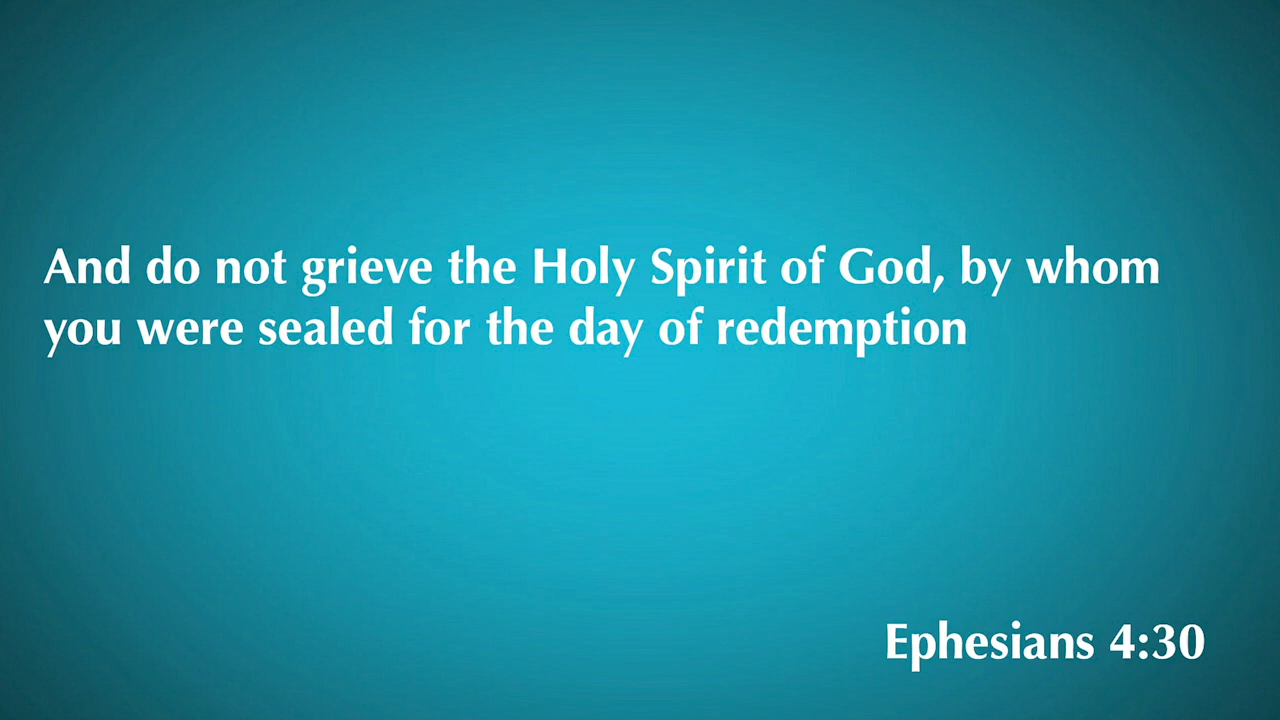 And do not grieve the Holy Spirit of God, by whom
you were sealed for the day of redemption
Ephesians 4:30